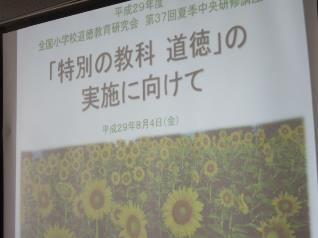 平成29年度
全国小学校道徳教育研究会 第37回夏季中央研修講座
「特別の教科 道徳」の
実施に向けて
平成29年8月4日(金)